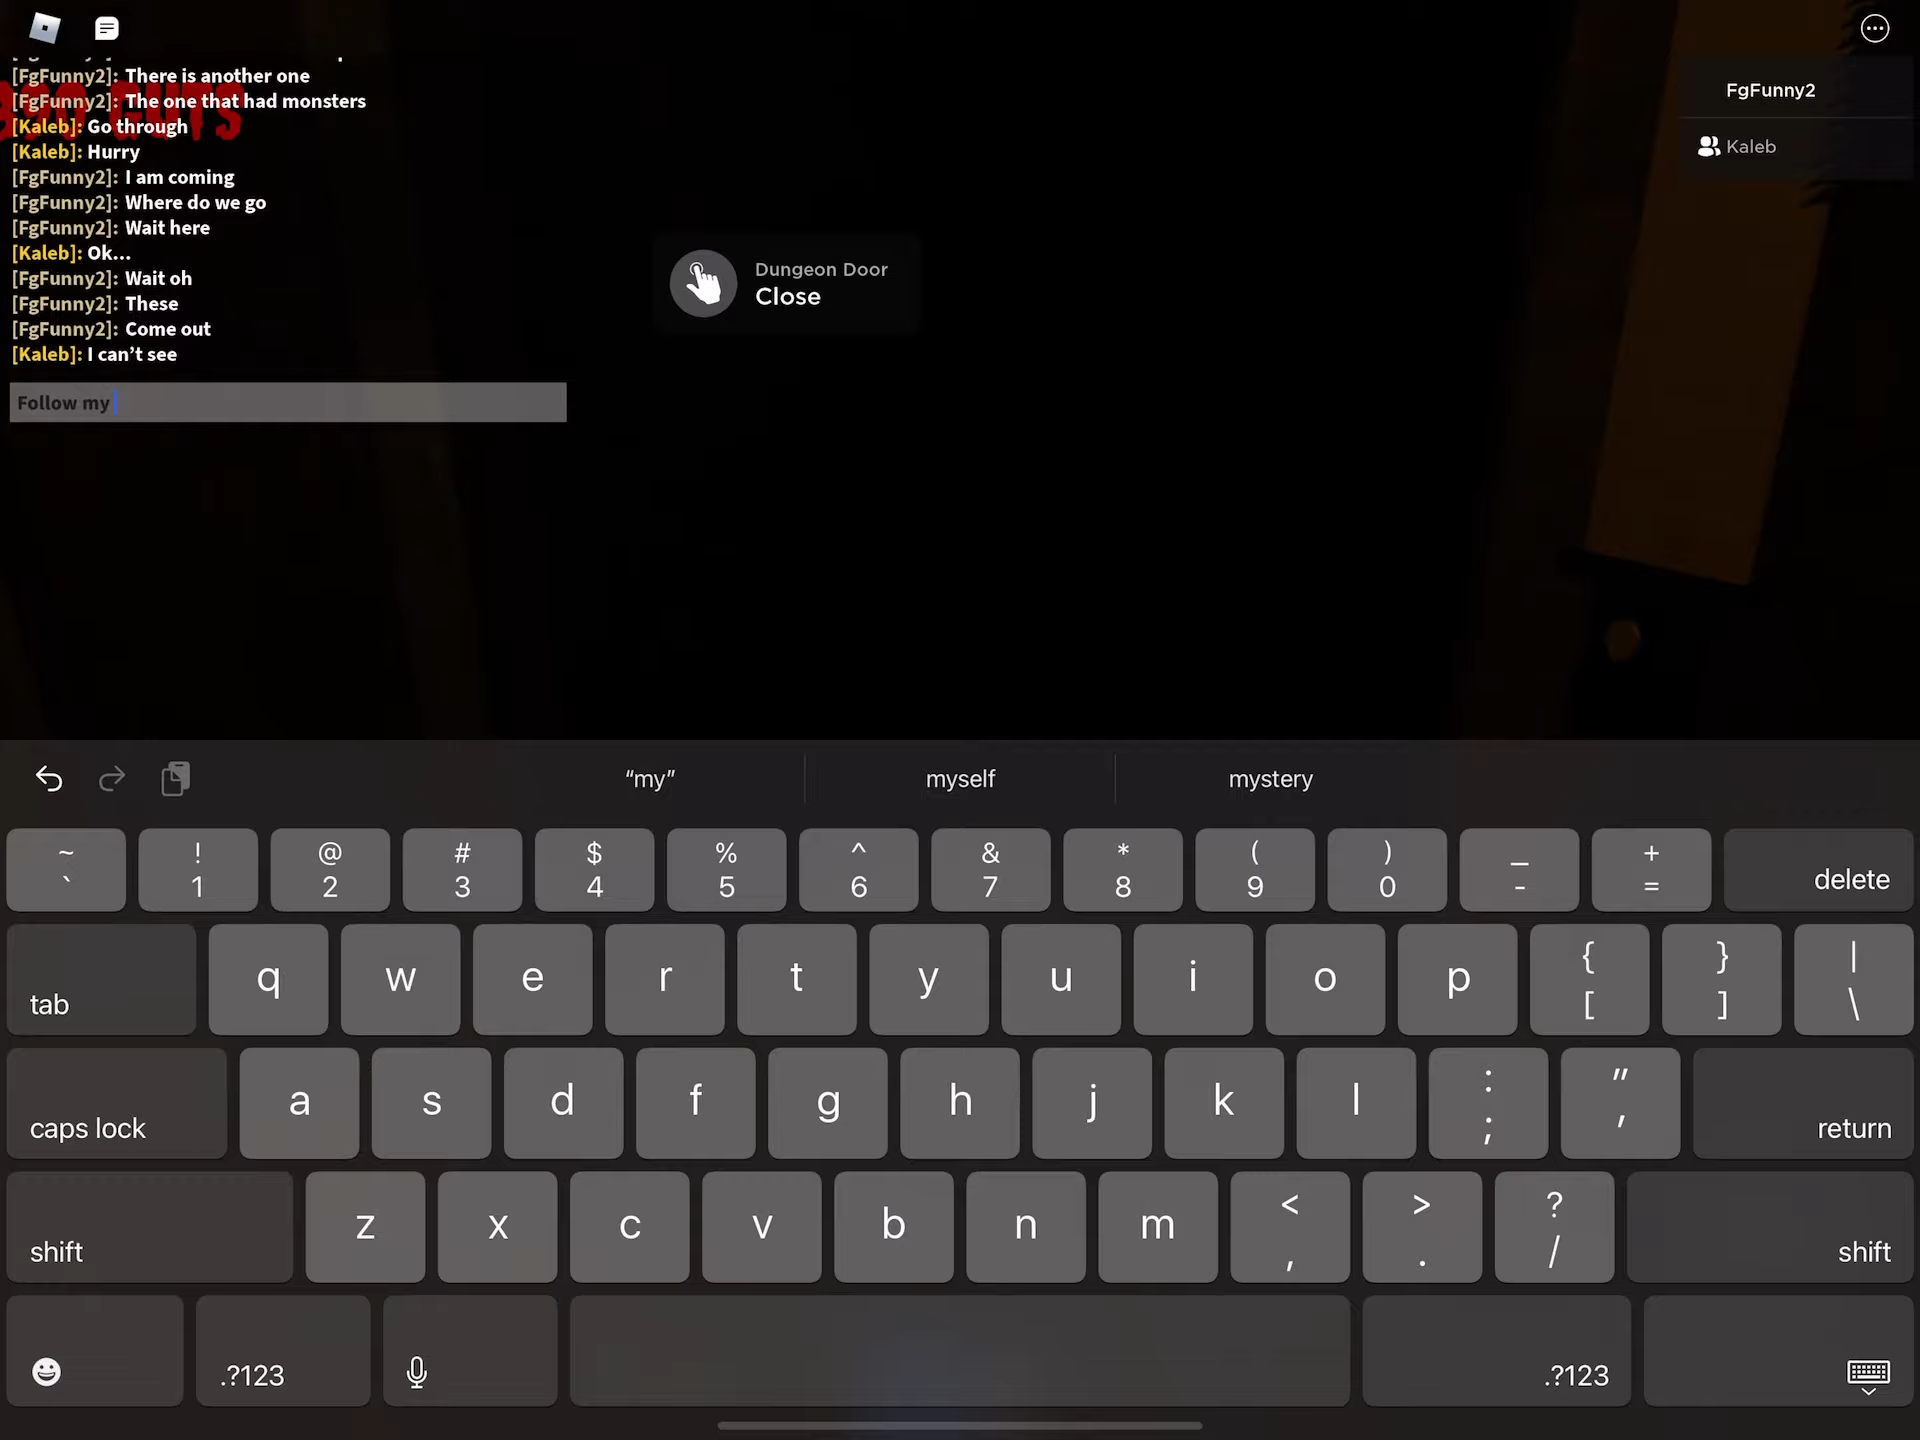 [FgFunny2]: There is another one
[FgFunny2]: The one that had monsters
[Kaleb]: Go through
[Kaleb]: Hurry
[FgFunny2]: I am coming
[FgFunny2]: Where do we go
[FgFunny2]: Wait here
[Kaleb]: Ok...
[FgFunny2]: Wait oh
[FgFunny2]: These
[FgFunny2]: Come out
[Kaleb]: I can’t see
Follow my
GUTS
Dungeon Door
Close
FgFunny2
Kaleb
“my” myself mystery
~ ! @ # $ % ^ & * ( ) _ +
` 1 2 3 4 5 6 7 8 9 0 - = delete
tab q w e r t y u i o p { [ } ] | \
caps lock a s d f g h j k l : ; " ' return
shift z x c v b n m < , > . ? / shift
.?123 .?123